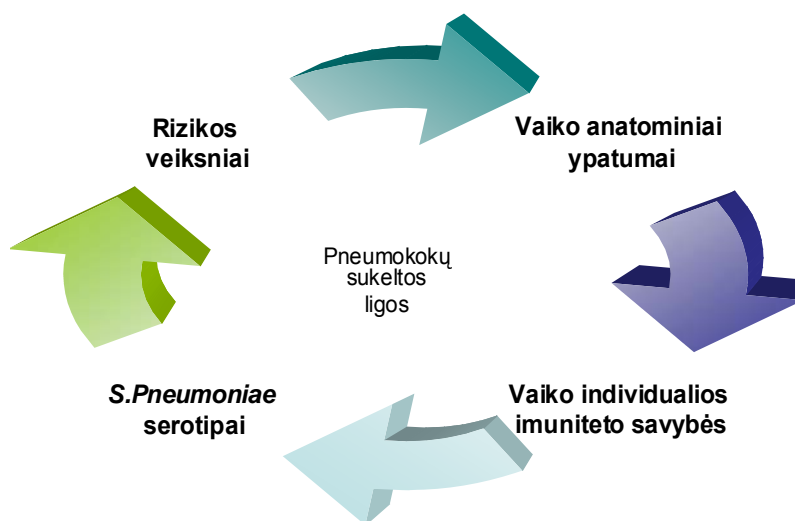 Rizikos
veiksniai
Vaiko anatominiai
ypatumai
Pneumokokų
sukeltos
ligos
S.Pneumoniae
serotipai
Vaiko individualios
imuniteto savybės